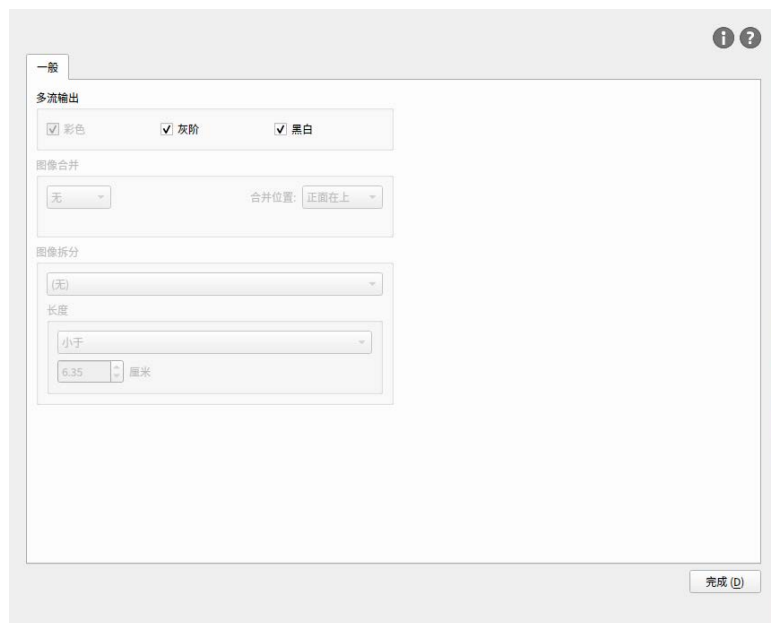 一般
多流输出
彩色 灰阶 黑白
图像合并
无 合并位置: 正面在上
图像拆分
(无)
长度
小于
6.35 厘米
完成 (D)